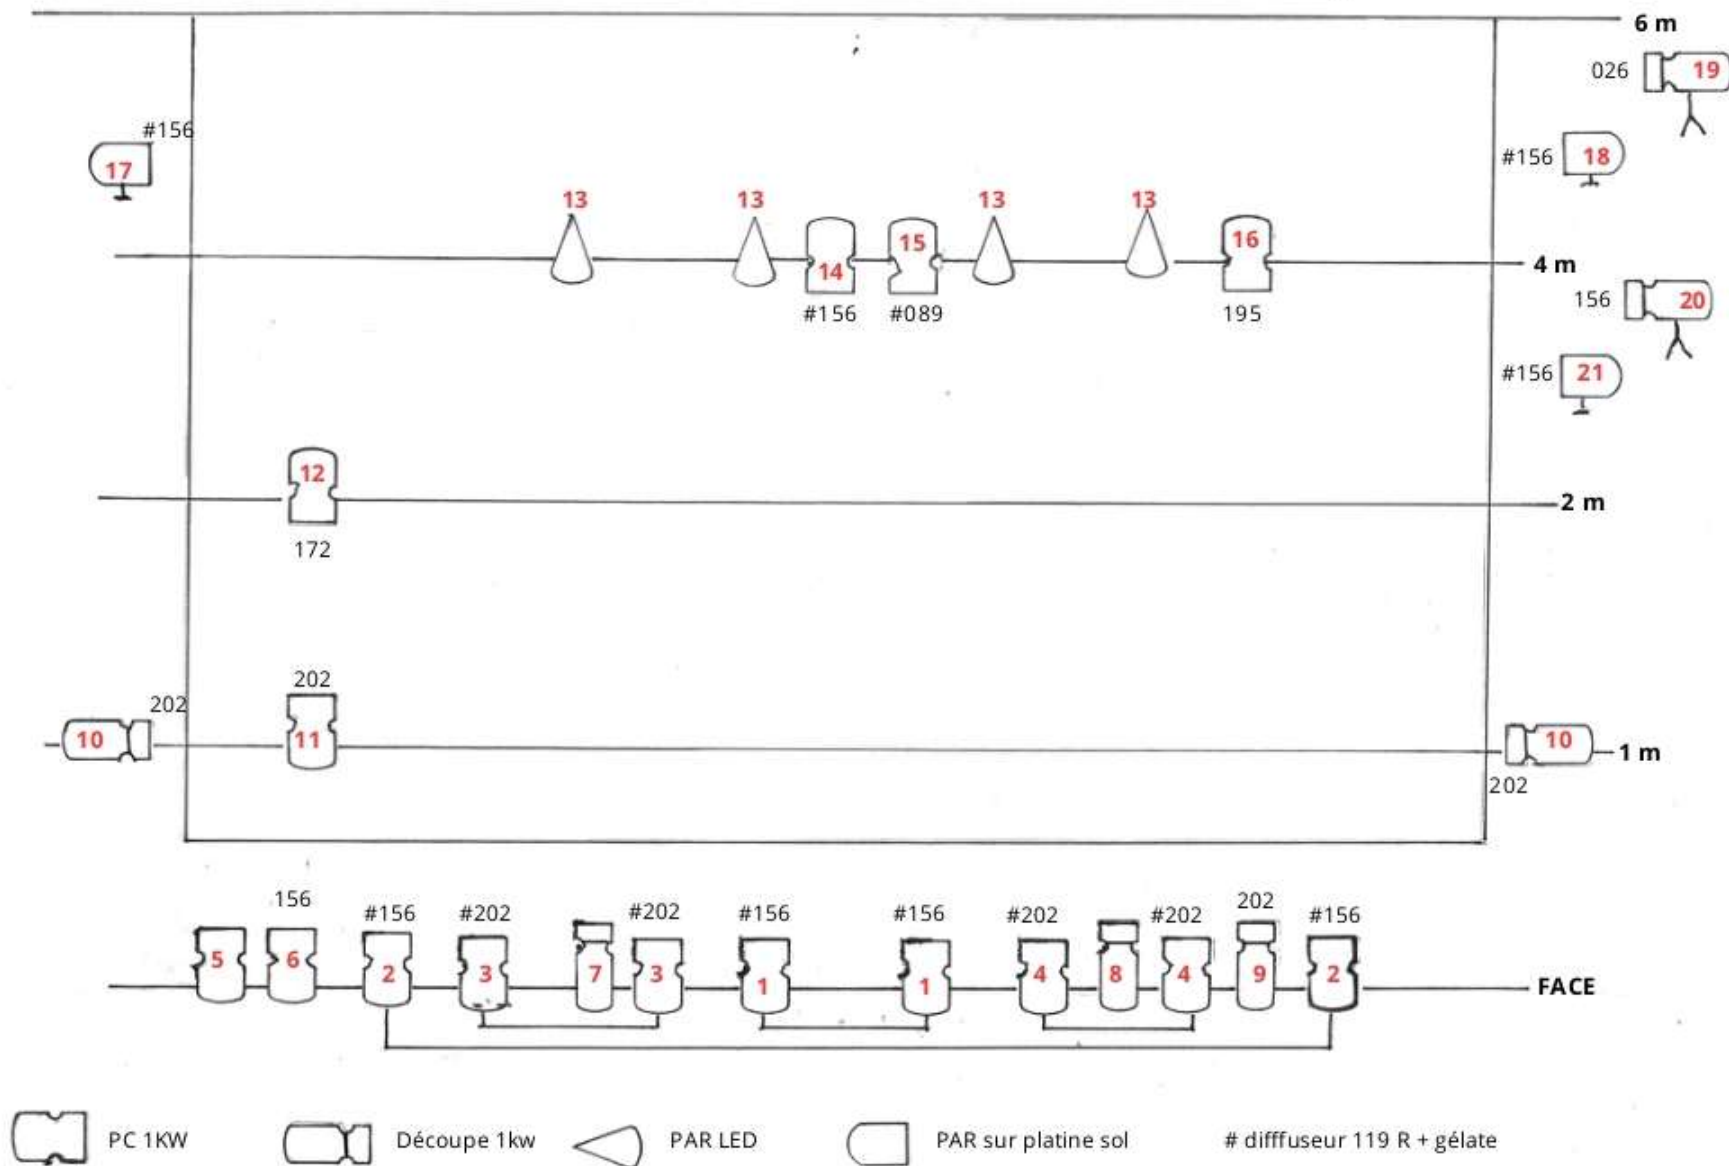 6 m
026 19
#156
17
#156 18
13 13 13 13
14 15 16
4 m
#156 #089 195
156 20
#156 21
12
2 m
172
202
202
10 11 10
1 m
202
156 #156 #202 #202 #156 #156 #202 #202 202 #156
5 6 2 3 7 3 1 1 4 8 4 9 2
FACE
PC 1KW Découpe 1kw PAR LED PAR sur platine sol # difffuseur 119 R + gélate